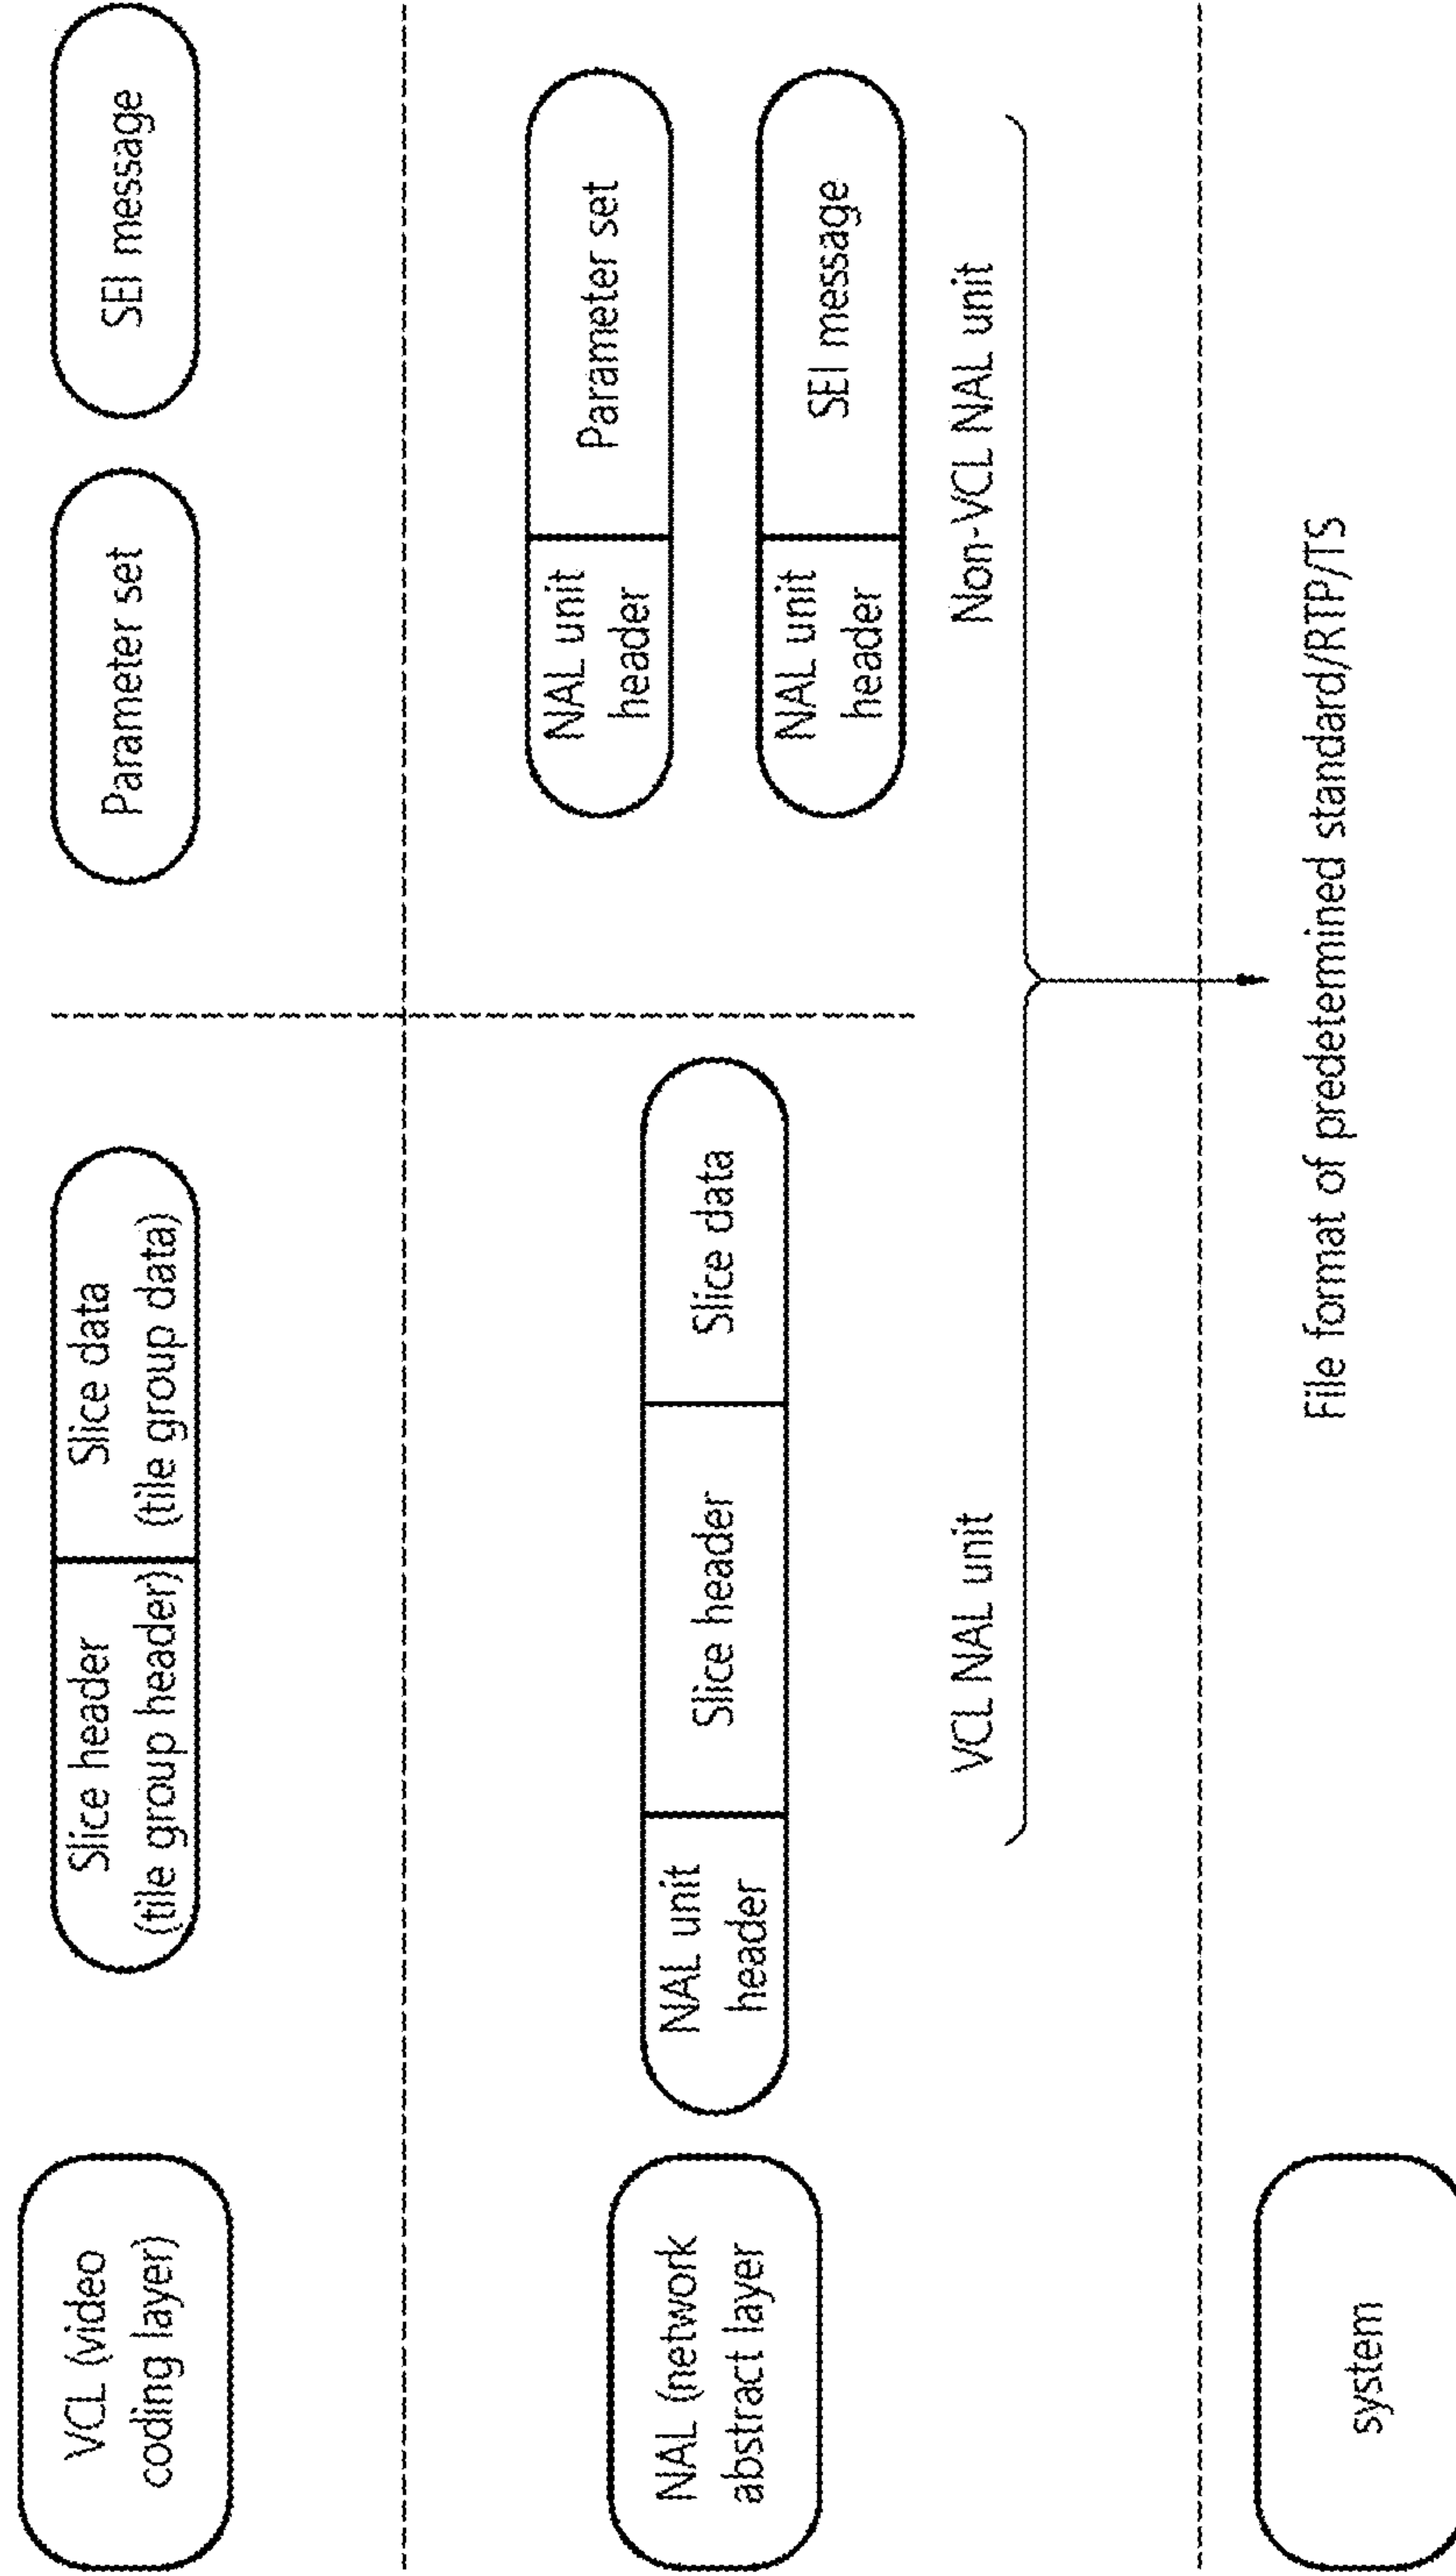 VCL (video
coding layer)
Slice header
(tile group header)
Slice data
(tile group data)
Parameter set
SEI message
NAL (network
abstract layer
NAL unit
header
Slice header
Slice data
NAL unit
header
Parameter set
NAL unit
header
SEI message
VCL NAL unit
Non-VCL NAL unit
system
File format of predetermined standard/RTP/TS